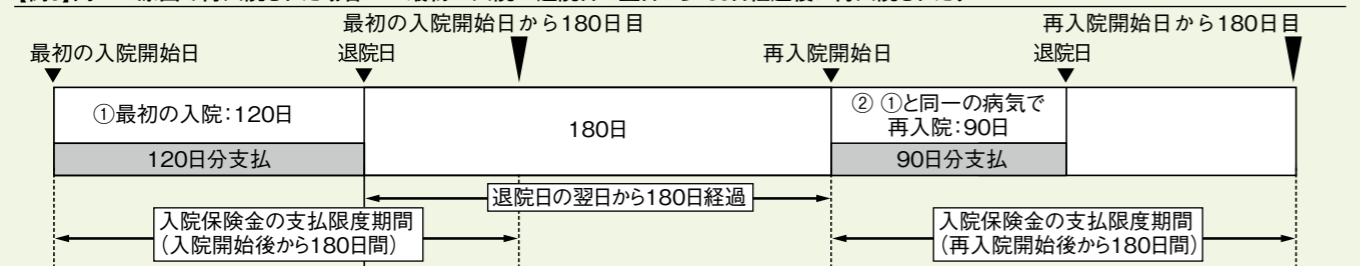 最初の入院開始日から180日目
再入院開始日から180日目
最初の入院開始日
退院日
再入院開始日
退院日
①最初の入院:120日
180日
② ①と同一の病気で
再入院:90日
120日分支払
90日分支払
退院日の翌日から180日経過
入院保険金の支払限度期間
(入院開始後から180日間)
入院保険金の支払限度期間
(再入院開始後から180日間)